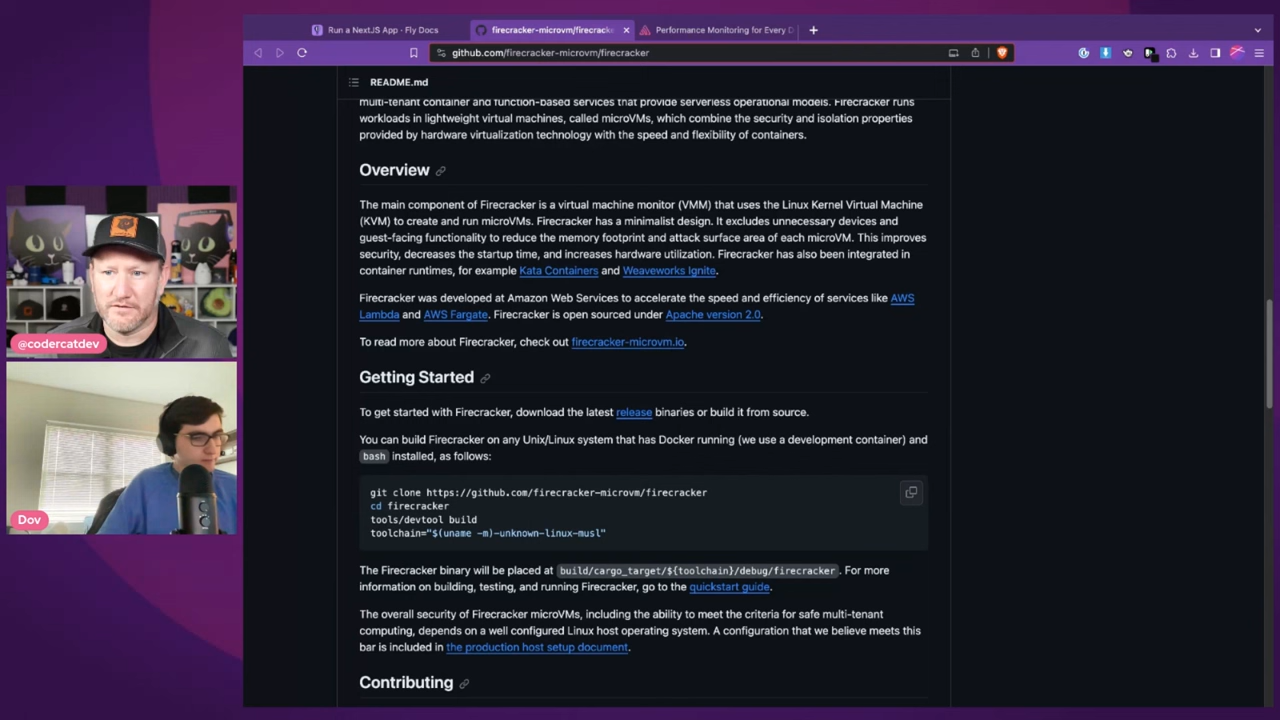 Run a NextJS App · Fly Docs
firecracker-microvm/firecracke
Performance Monitoring for Every D
github.com/firecracker-microvm/firecracker
README.md
multi-tenant container and function-based services that provide serverless operational models. Firecracker runs
workloads in lightweight virtual machines, called microVMs, which combine the security and isolation properties
provided by hardware virtualization technology with the speed and flexibility of containers.
Overview
The main component of Firecracker is a virtual machine monitor (VMM) that uses the Linux Kernel Virtual Machine
(KVM) to create and run microVMs. Firecracker has a minimalist design. It excludes unnecessary devices and
guest-facing functionality to reduce the memory footprint and attack surface area of each microVM. This improves
security, decreases the startup time, and increases hardware utilization. Firecracker has also been integrated in
container runtimes, for example Kata Containers and Weaveworks Ignite.
Firecracker was developed at Amazon Web Services to accelerate the speed and efficiency of services like AWS
Lambda and AWS Fargate. Firecracker is open sourced under Apache version 2.0.
To read more about Firecracker, check out firecracker-microvm.io.
Getting Started
To get started with Firecracker, download the latest release binaries or build it from source.
You can build Firecracker on any Unix/Linux system that has Docker running (we use a development container) and
bash installed, as follows:
git clone https://github.com/firecracker-microvm/firecracker
cd firecracker
tools/devtool build
toolchain="$(uname -m)-unknown-linux-musl"
The Firecracker binary will be placed at build/cargo_target/${toolchain}/debug/firecracker. For more
information on building, testing, and running Firecracker, go to the quickstart guide.
The overall security of Firecracker microVMs, including the ability to meet the criteria for safe multi-tenant
computing, depends on a well configured Linux host operating system. A configuration that we believe meets this
bar is included in the production host setup document.
Contributing
@codercatdev
Dov